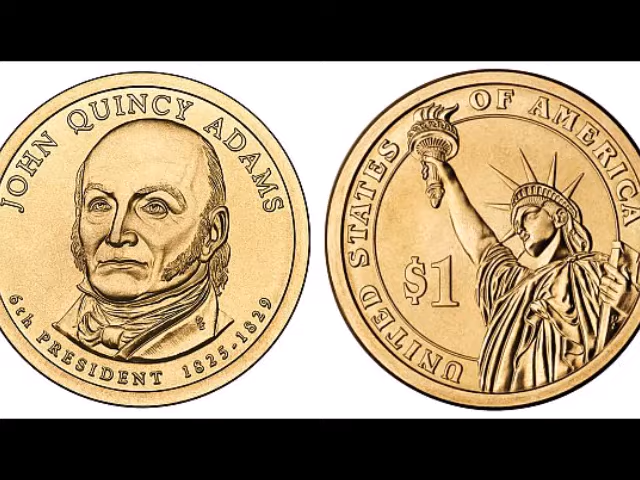 JOHN QUINCY ADAMS
6th PRESIDENT 1825-1829
UNITED STATES OF AMERICA
$1